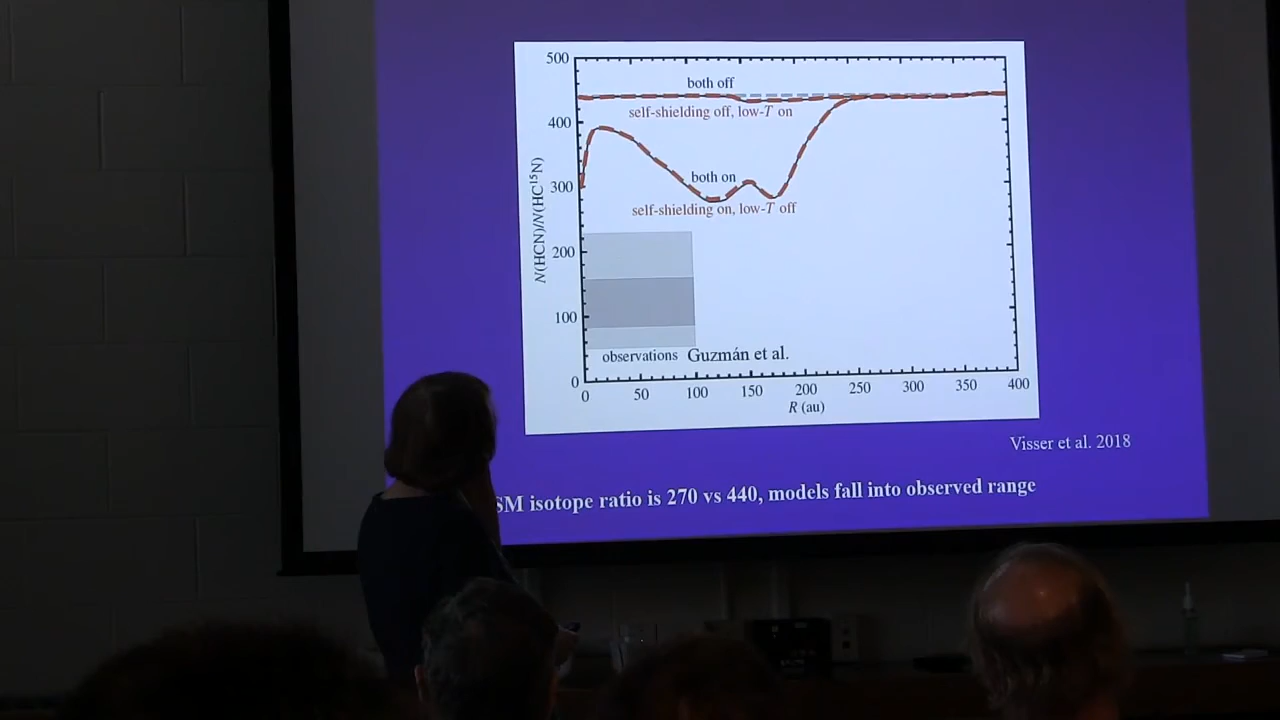 500
both off
self-shielding off, low-T on
400
both on
300
self-shielding on, low-T off
200
100
observations Guzmán et al.
0
0 50 100 150 200 250 300 350 400
R (au)
N(HCN)/N(HC¹⁵N)
Visser et al. 2018
SM isotope ratio is 270 vs 440, models fall into observed range